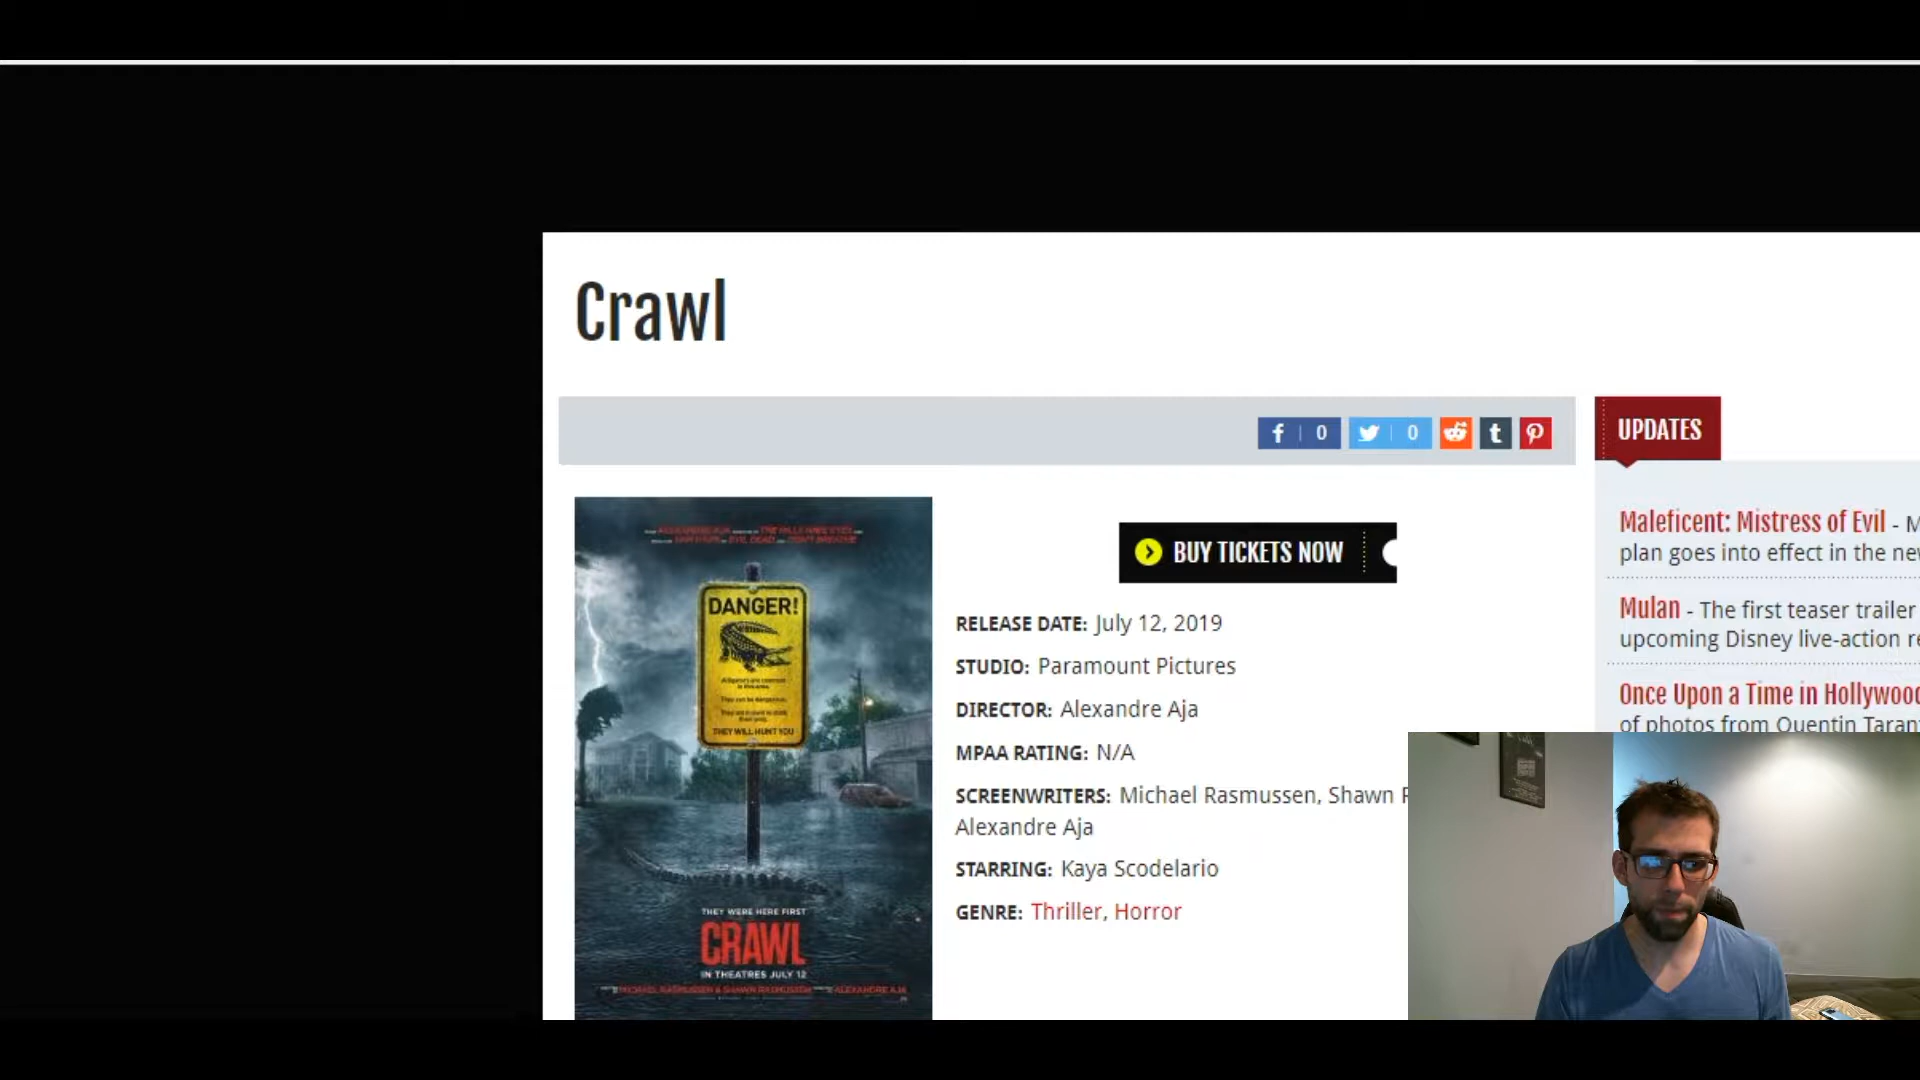 Crawl
f 0 0 t
UPDATES
Maleficent: Mistress of Evil - M
plan goes into effect in the new
Mulan - The first teaser trailer
upcoming Disney live-action re
Once Upon a Time in Hollywood
of photos from Quentin Taran
BUY TICKETS NOW
RELEASE DATE: July 12, 2019
STUDIO: Paramount Pictures
DIRECTOR: Alexandre Aja
MPAA RATING: N/A
SCREENWRITERS: Michael Rasmussen, Shawn
Alexandre Aja
STARRING: Kaya Scodelario
GENRE: Thriller, Horror
DANGER!
THEY WILL HUNT YOU
THEY WERE HERE FIRST
CRAWL
IN THEATRES JULY 12